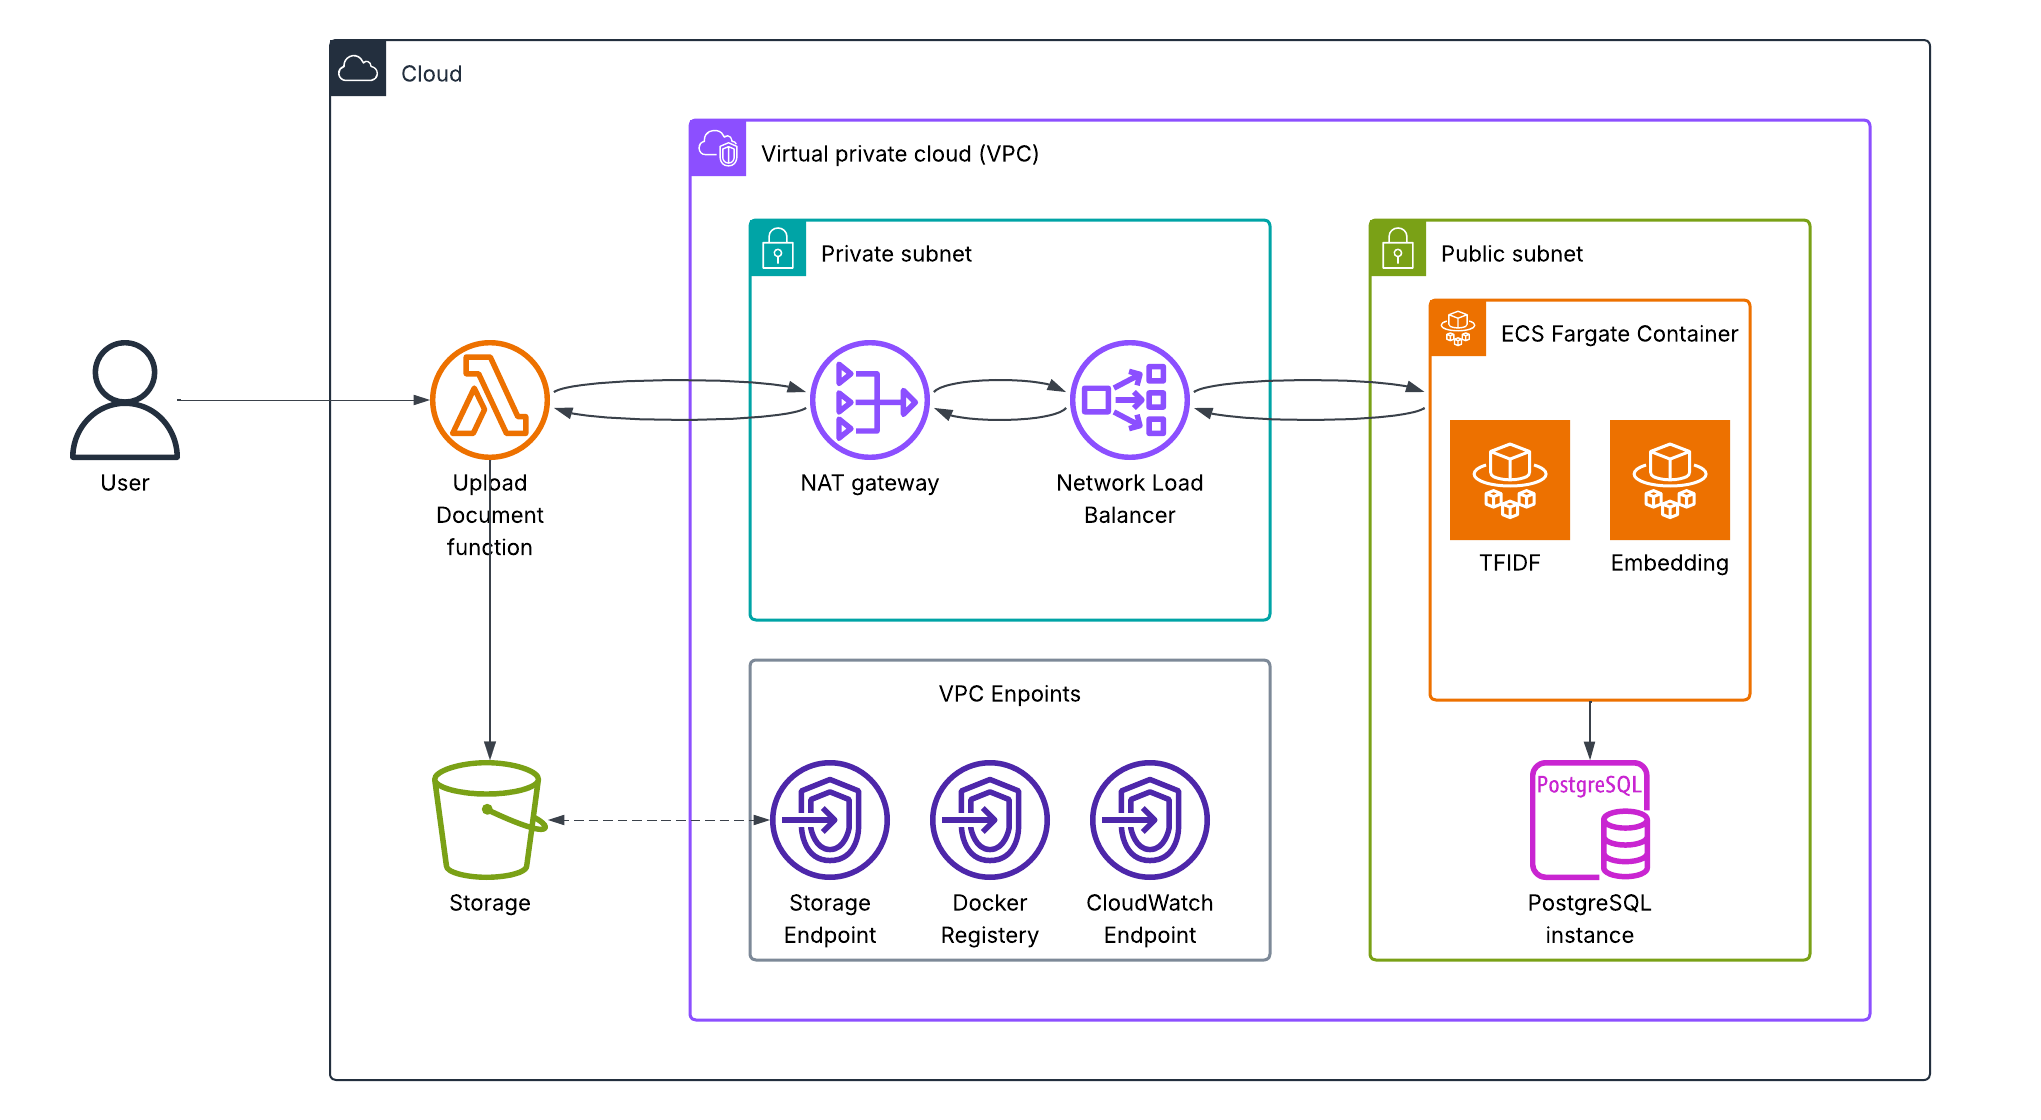 Cloud
Virtual private cloud (VPC)
Private subnet
Public subnet
ECS Fargate Container
User
Upload
Document
function
NAT gateway
Network Load
Balancer
TFIDF
Embedding
VPC Enpoints
PostgreSQL
Storage
Storage
Endpoint
Docker
Registery
CloudWatch
Endpoint
PostgreSQL
instance